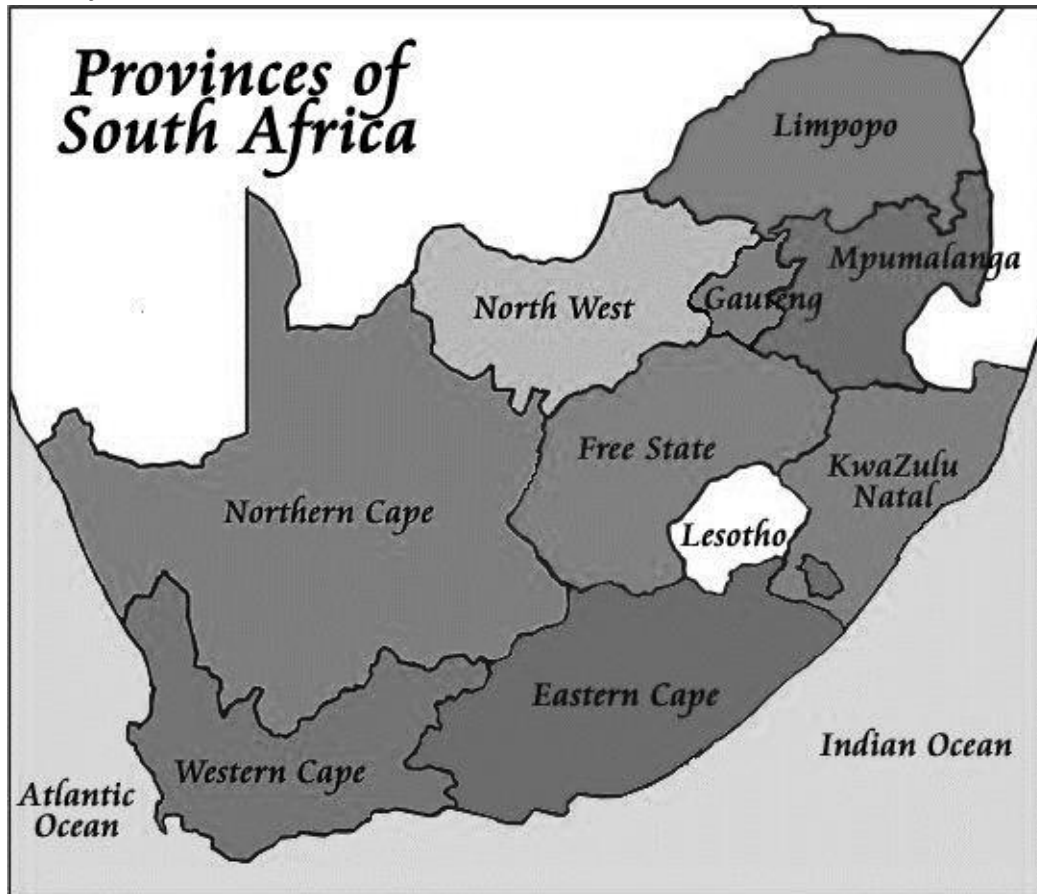 Provinces of
South Africa
Limpopo
Mpumalanga
Gauteng
North West
Free State
KwaZulu
Natal
Northern Cape
Lesotho
Eastern Cape
Western Cape
Indian Ocean
Atlantic
Ocean